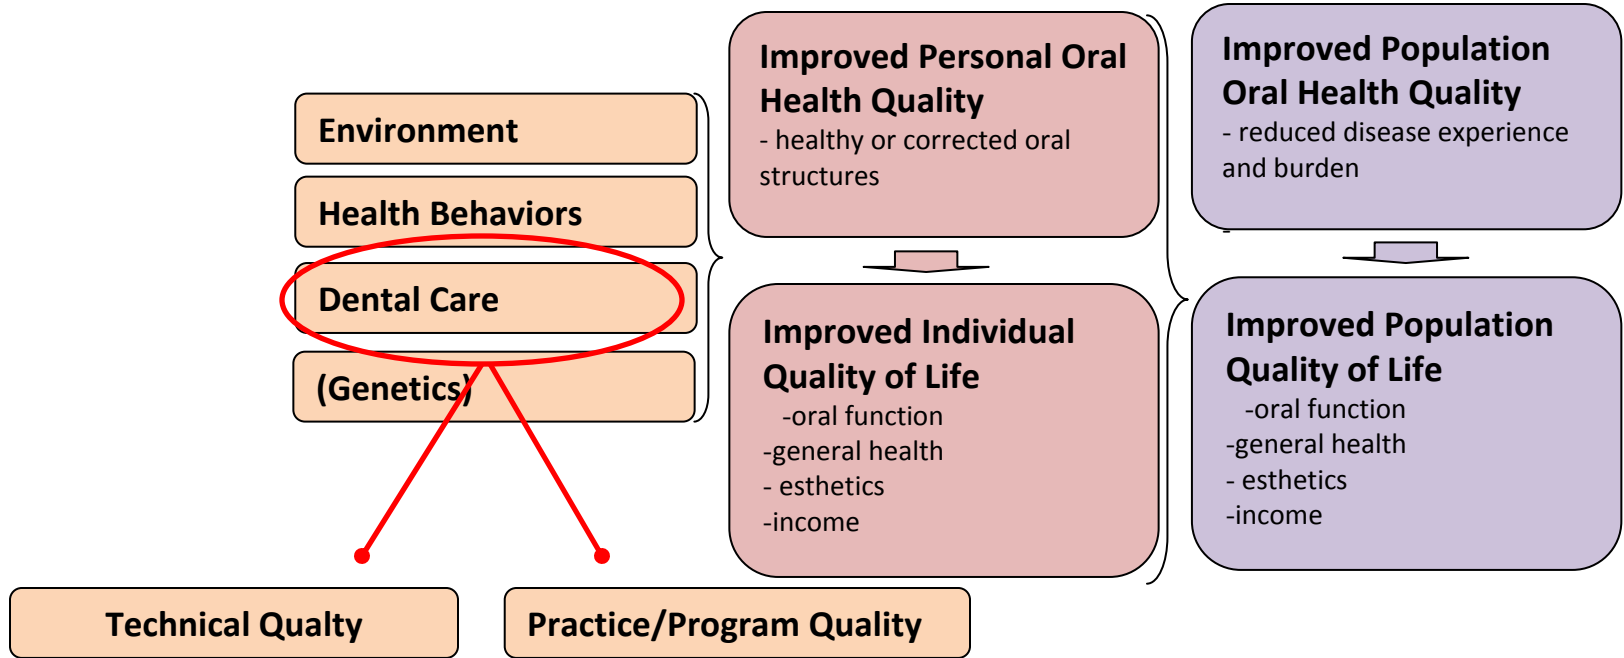 Environment
Health Behaviors
Dental Care
(Genetics)
Technical Qualty
Practice/Program Quality
Improved Personal Oral
Health Quality
- healthy or corrected oral
structures
Improved Individual
Quality of Life
-oral function
-general health
- esthetics
-income
Improved Population
Oral Health Quality
- reduced disease experience
and burden
-
Improved Population
Quality of Life
-oral function
-general health
- esthetics
-income